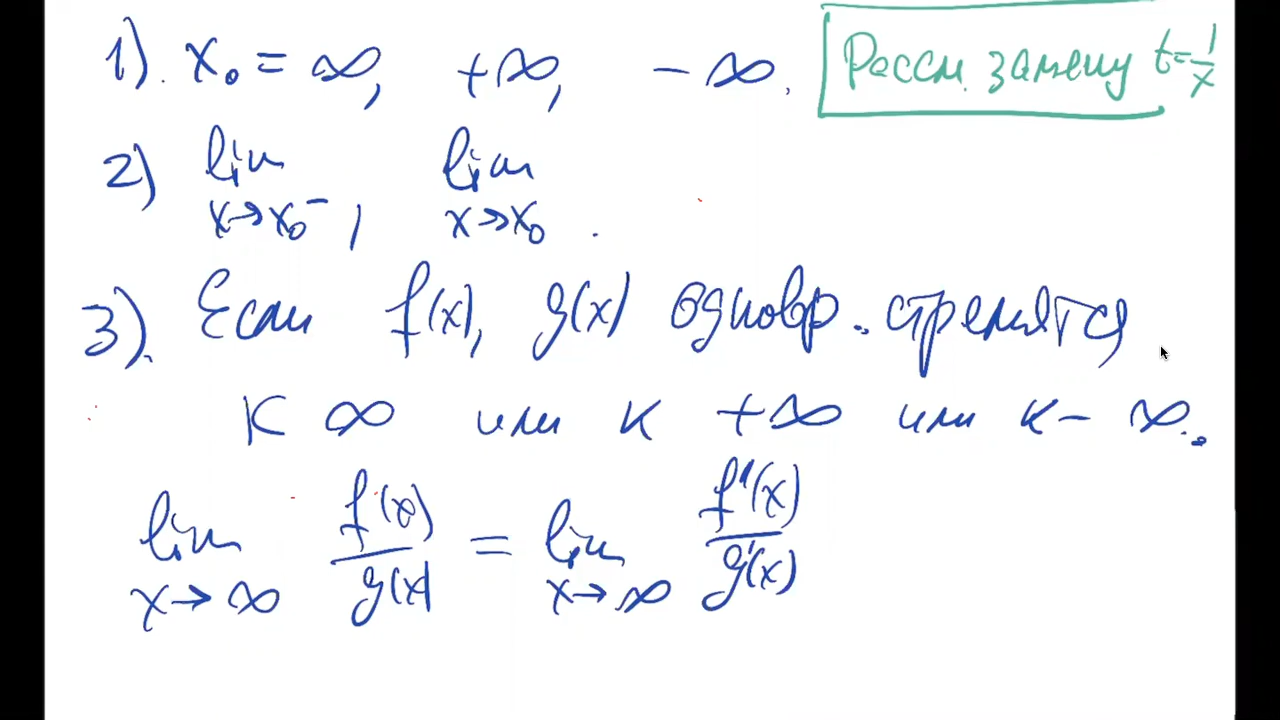 1). x₀ = ∞, +∞, -∞. Рассм. замену t = 1/x
2) lim x→x₀⁻, lim x→x₀.
3). Если f(x), g(x) одновр. стремятся
к ∞ или к +∞ или к -∞.
lim x→∞ f(x)/g(x) = lim x→∞ f'(x)/g'(x)